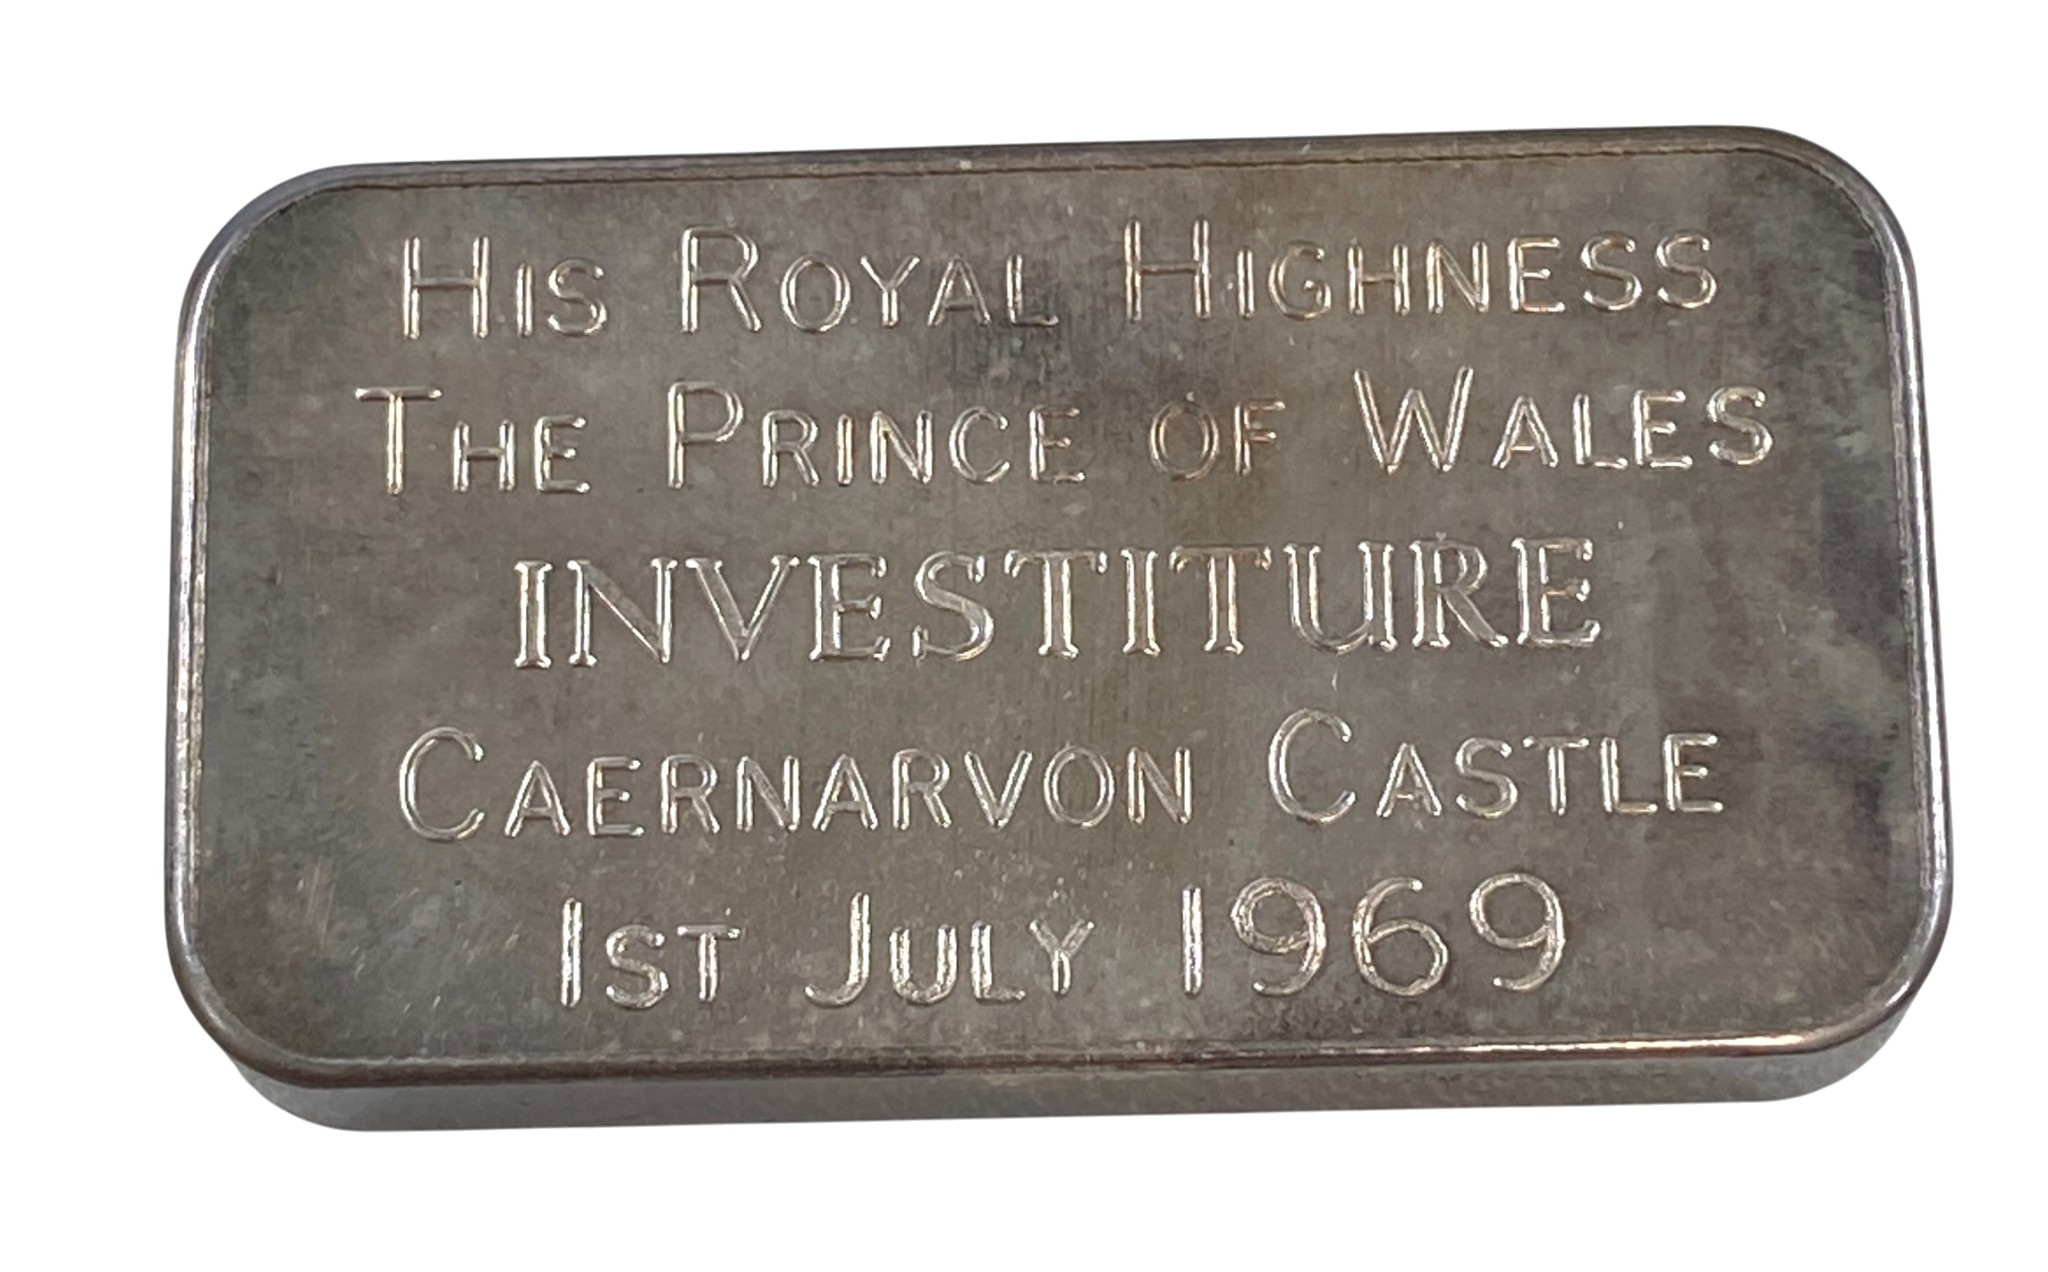 His Royal Highness
The Prince of Wales
INVESTITURE
Caernarvon Castle
1st July 1969